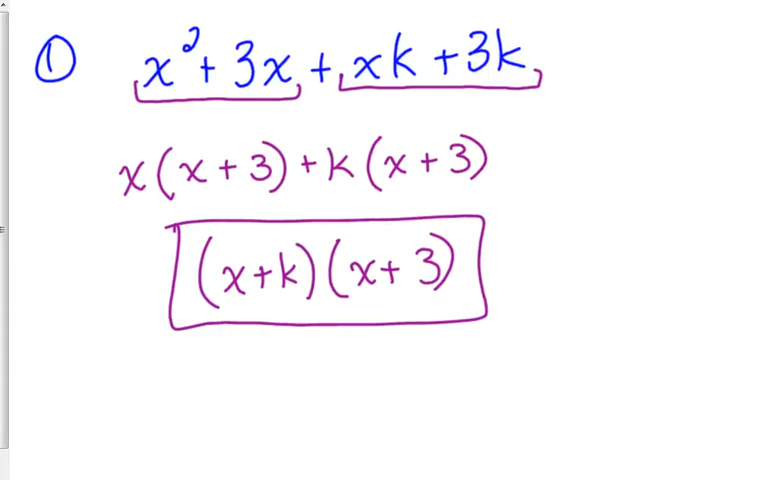 ① x² + 3x + xk + 3k
x(x + 3) + k(x + 3)
(x + k)(x + 3)